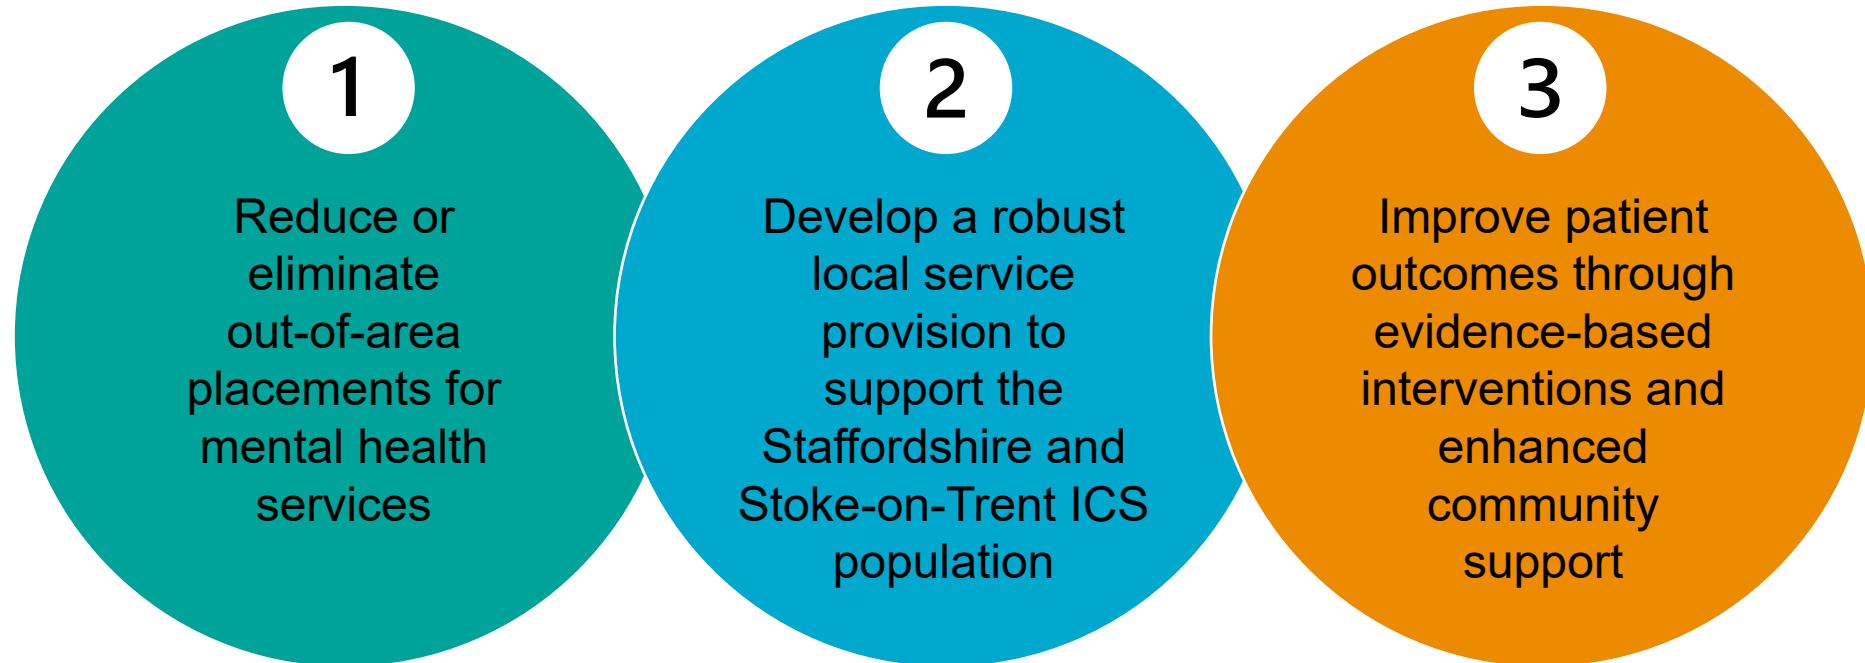 1
Reduce or
eliminate
out-of-area
placements for
mental health
services
2
Develop a robust
local service
provision to
support the
Staffordshire and
Stoke-on-Trent ICS
population
3
Improve patient
outcomes through
evidence-based
interventions and
enhanced
community
support